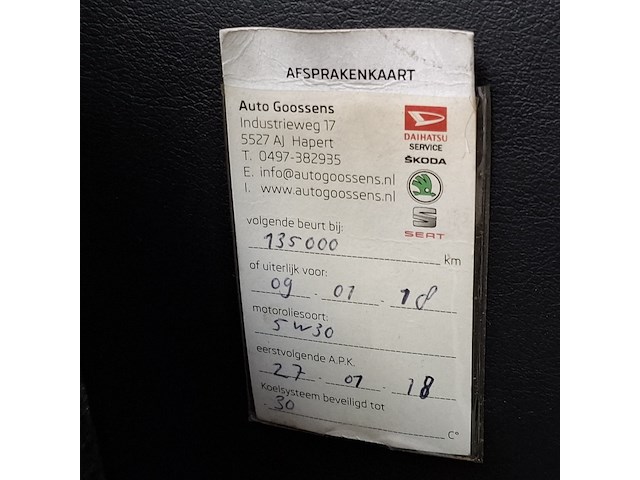 AFSPRAKENKAART
Auto Goossens
Industrieweg 17
5527 AJ Hapert
T. 0497-382935
E. info@autogoossens.nl
I. www.autogoossens.nl
DAIHATSU
SERVICE
ŠKODA
SEAT
volgende beurt bij:
135000 km
of uiterlijk voor:
09 . 01 . 18
motoroliesoort:
5W30
eerstvolgende A.P.K.
27 . 01 . 18
Koelsysteem beveiligd tot
30 C°